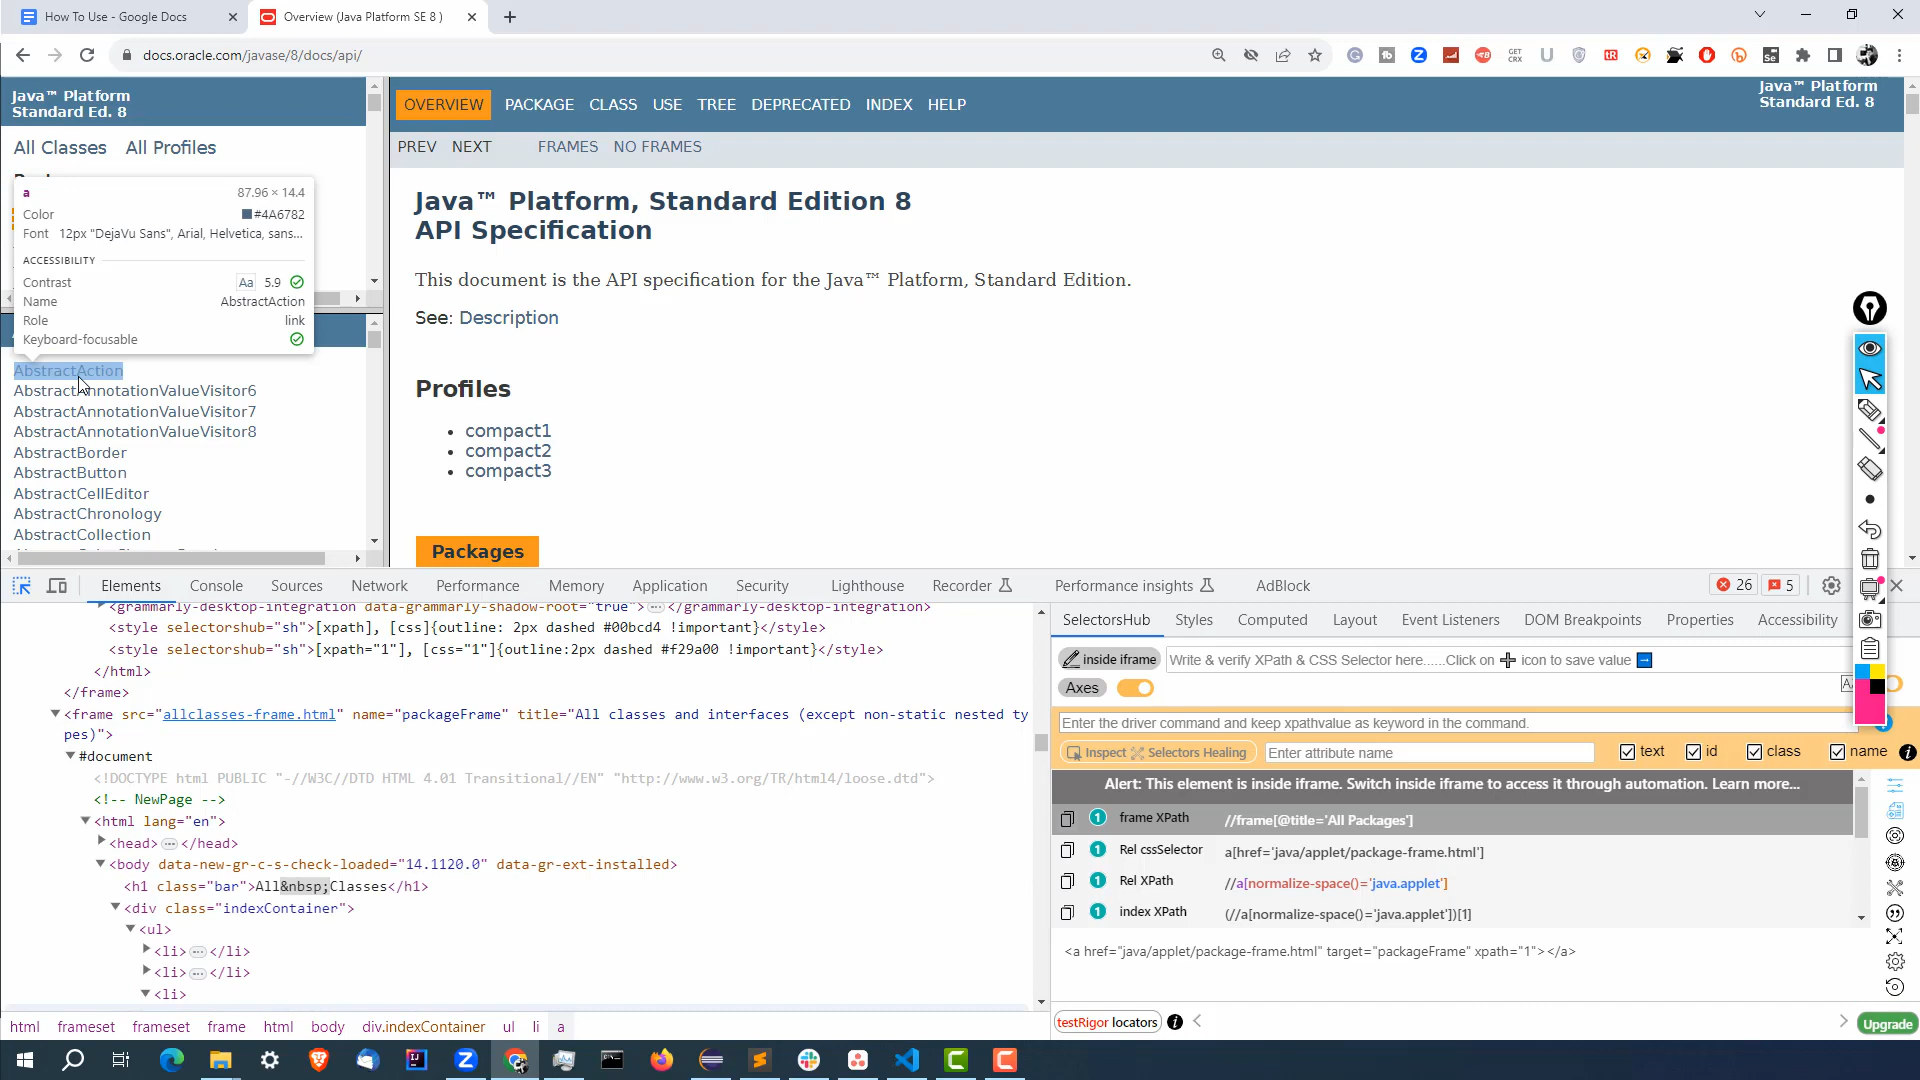 How To Use - Google Docs
Overview (Java Platform SE 8 )
docs.oracle.com/javase/8/docs/api/
Java™ Platform
Standard Ed. 8
All Classes All Profiles
a 87.96 × 14.4
Color #4A6782
Font 12px "DejaVu Sans", Arial, Helvetica, sans...
ACCESSIBILITY
Contrast Aa 5.9
Name AbstractAction
Role link
Keyboard-focusable
AbstractAction
AbstractAnnotationValueVisitor6
AbstractAnnotationValueVisitor7
AbstractAnnotationValueVisitor8
AbstractBorder
AbstractButton
AbstractCellEditor
AbstractChronology
AbstractCollection
OVERVIEW PACKAGE CLASS USE TREE DEPRECATED INDEX HELP
Java™ Platform
Standard Ed. 8
PREV NEXT FRAMES NO FRAMES
Java™ Platform, Standard Edition 8
API Specification
This document is the API specification for the Java™ Platform, Standard Edition.
See: Description
Profiles
• compact1
• compact2
• compact3
Packages
Elements Console Sources Network Performance Memory Application Security Lighthouse Recorder Performance insights AdBlock 26 5
<grammarly-desktop-integration data-grammarly-shadow-root="true">…</grammarly-desktop-integration>
<style selectorshub="sh">[xpath], [css]{outline: 2px dashed #00bcd4 !important}</style>
<style selectorshub="sh">[xpath="1"], [css="1"]{outline:2px dashed #f29a00 !important}</style>
</html>
</frame>
<frame src="allclasses-frame.html" name="packageFrame" title="All classes and interfaces (except non-static nested ty
pes)">
#document
<!DOCTYPE html PUBLIC "-//W3C//DTD HTML 4.01 Transitional//EN" "http://www.w3.org/TR/html4/loose.dtd">
<!-- NewPage -->
<html lang="en">
<head>…</head>
<body data-new-gr-c-s-check-loaded="14.1120.0" data-gr-ext-installed>
<h1 class="bar">All&nbsp;Classes</h1>
<div class="indexContainer">
<ul>
<li>…</li>
<li>…</li>
<li>
html frameset frameset frame html body div.indexContainer ul li a
SelectorsHub Styles Computed Layout Event Listeners DOM Breakpoints Properties Accessibility
inside iframe Write & verify XPath & CSS Selector here......Click on + icon to save value
Axes
Enter the driver command and keep xpathvalue as keyword in the command.
Inspect Selectors Healing Enter attribute name text id class name
Alert: This element is inside iframe. Switch inside iframe to access it through automation. Learn more...
1 frame XPath //frame[@title='All Packages']
1 Rel cssSelector a[href='java/applet/package-frame.html']
1 Rel XPath //a[normalize-space()='java.applet']
1 index XPath (//a[normalize-space()='java.applet'])[1]
<a href="java/applet/package-frame.html" target="packageFrame" xpath="1"></a>
testRigor locators
Upgrade